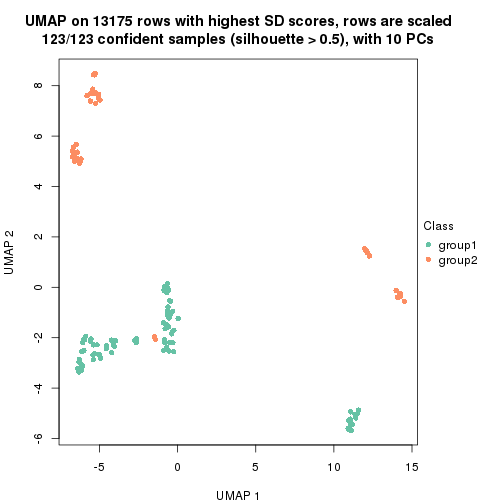 UMAP on 13175 rows with highest SD scores, rows are scaled
123/123 confident samples (silhouette > 0.5), with 10 PCs
8
6
4
2
0
-2
-4
-6
UMAP 2
-5 0 5 10 15
UMAP 1
Class
group1
group2